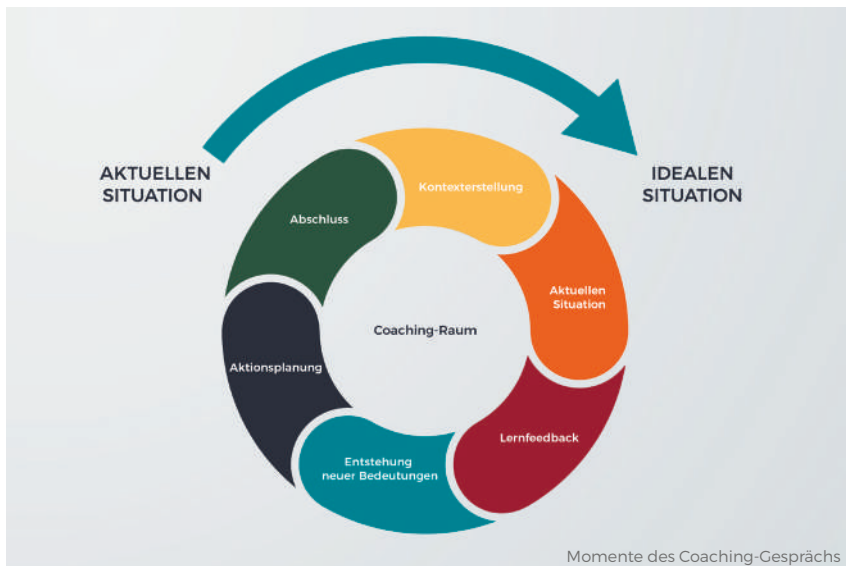 AKTUELLEN
SITUATION
IDEALEN
SITUATION
Kontexterstellung
Aktuellen
Situation
Lernfeedback
Entstehung
neuer Bedeutungen
Aktionsplanung
Abschluss
Coaching-Raum
Momente des Coaching-Gesprächs